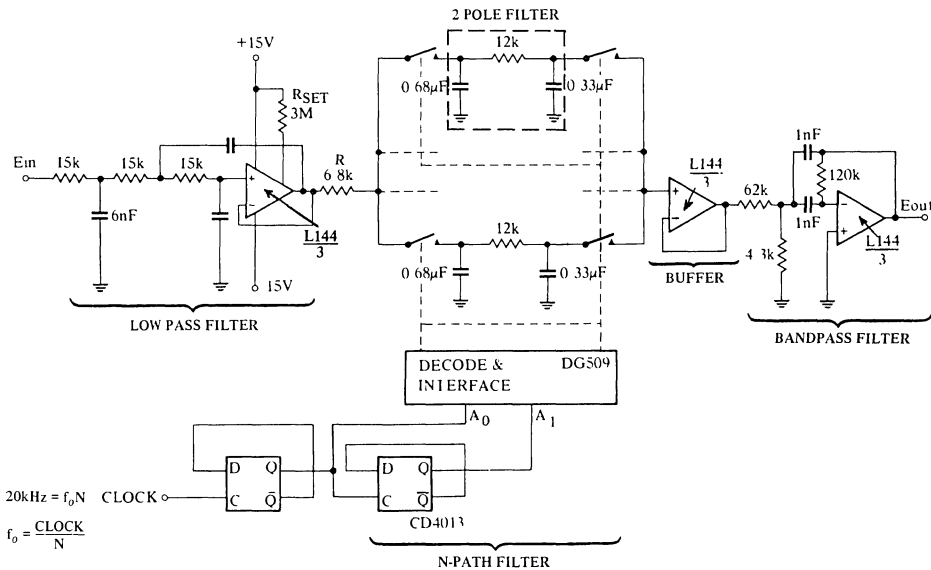 2 POLE FILTER
+15V
12k
0 68µF
0 33µF
RSET
3M
Ein
15k
15k
15k
R
6 8k
6nF
L144
3
15V
LOW PASS FILTER
12k
0 68µF
0 33µF
L144
3
BUFFER
62k
1nF
120k
1nF
4 3k
Eout
L144
3
BANDPASS FILTER
DECODE & INTERFACE
DG509
A0
A1
D Q
C Q̅
D Q
C Q̅
CD4013
20kHz = foN CLOCK
fo = CLOCK
N
N-PATH FILTER